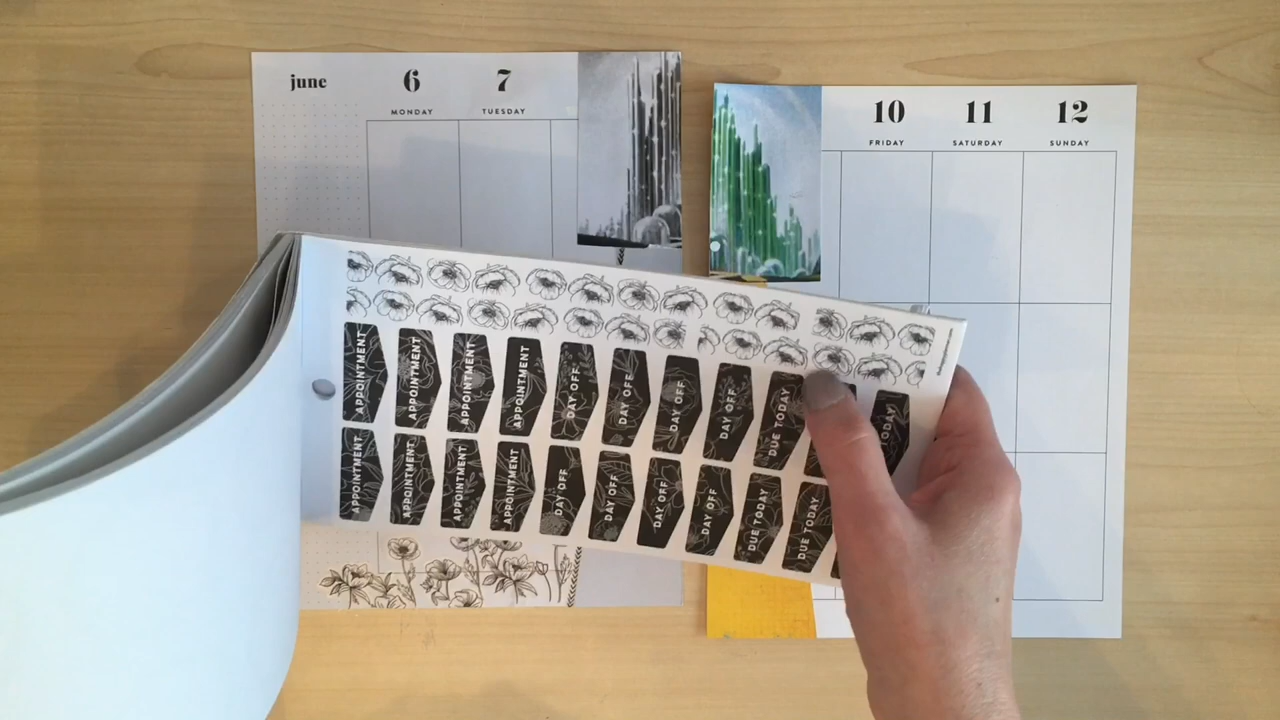 june
6
MONDAY
7
TUESDAY
10
FRIDAY
11
SATURDAY
12
SUNDAY
APPOINTMENT
APPOINTMENT
APPOINTMENT
APPOINTMENT
DAY OFF
DAY OFF
DAY OFF
DAY OFF
DUE TODAY
TODAY
APPOINTMENT
APPOINTMENT
APPOINTMENT
APPOINTMENT
DAY OFF
DAY OFF
DAY OFF
DAY OFF
DUE TODAY
DUE TODAY